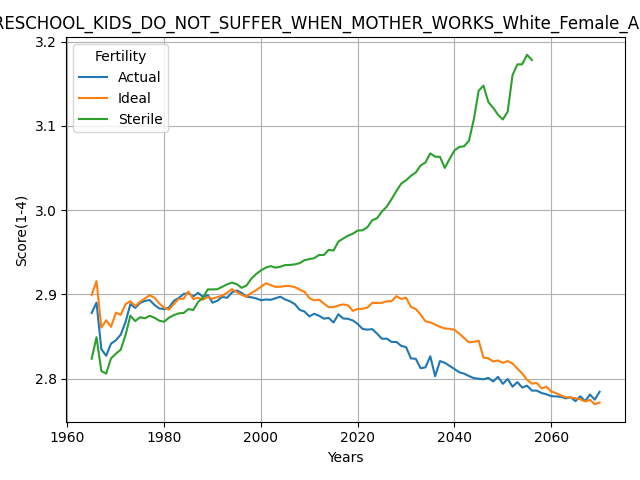 RESCHOOL_KIDS_DO_NOT_SUFFER_WHEN_MOTHER_WORKS_White_Female_A
3.2
3.1
3.0
2.9
2.8
Score(1-4)
Fertility
Actual
Ideal
Sterile
1960 1980 2000 2020 2040 2060
Years